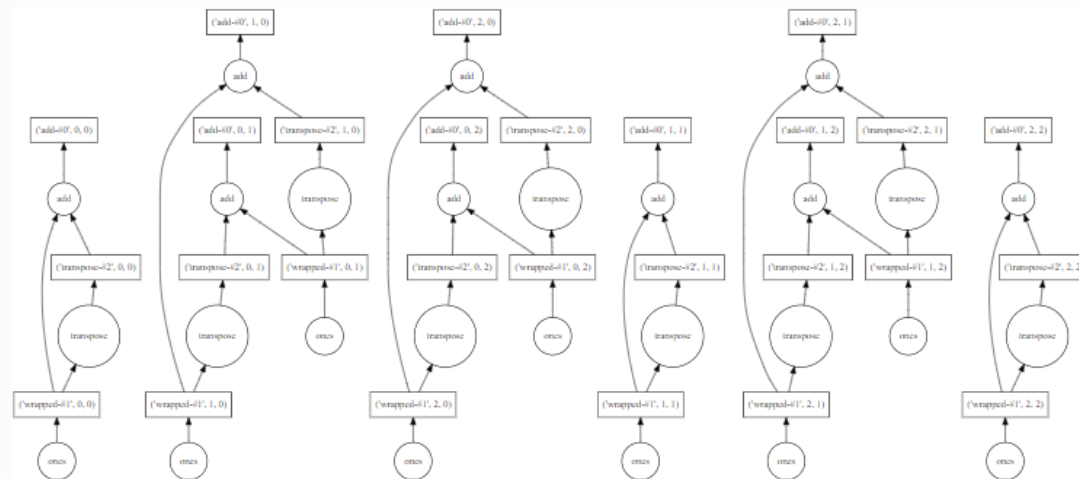 ('add-#0', 1, 0)
('add-#0', 2, 0)
('add-#0', 2, 1)
add
add
add
('add-#0', 0, 0)
('add-#0', 0, 1)
('transpose-#2', 1, 0)
('add-#0', 0, 2)
('transpose-#2', 2, 0)
('add-#0', 1, 1)
('add-#0', 1, 2)
('transpose-#2', 2, 1)
('add-#0', 2, 2)
add
add
transpose
add
transpose
add
add
transpose
add
('transpose-#2', 0, 0)
('transpose-#2', 0, 1)
('wrapped-#1', 0, 1)
('transpose-#2', 0, 2)
('wrapped-#1', 0, 2)
('transpose-#2', 1, 1)
('transpose-#2', 1, 2)
('wrapped-#1', 1, 2)
('transpose-#2', 2, 2
transpose
transpose
ones
transpose
ones
transpose
transpose
ones
transpose
('wrapped-#1', 0, 0)
('wrapped-#1', 1, 0)
('wrapped-#1', 2, 0)
('wrapped-#1', 1, 1)
('wrapped-#1', 2, 1)
('wrapped-#1', 2, 2)
ones
ones
ones
ones
ones
ones